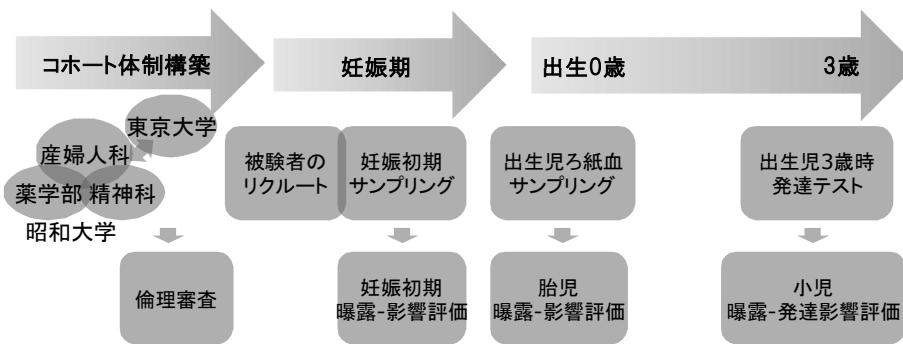 コホート体制構築
妊娠期
出生0歳
3歳
東京大学
産婦人科
薬学部
精神科
昭和大学
倫理審査
被験者の
リクルート
妊娠初期
サンプリング
妊娠初期
曝露-影響評価
出生児ろ紙血
サンプリング
胎児
曝露-影響評価
出生児3歳時
発達テスト
小児
曝露-発達影響評価